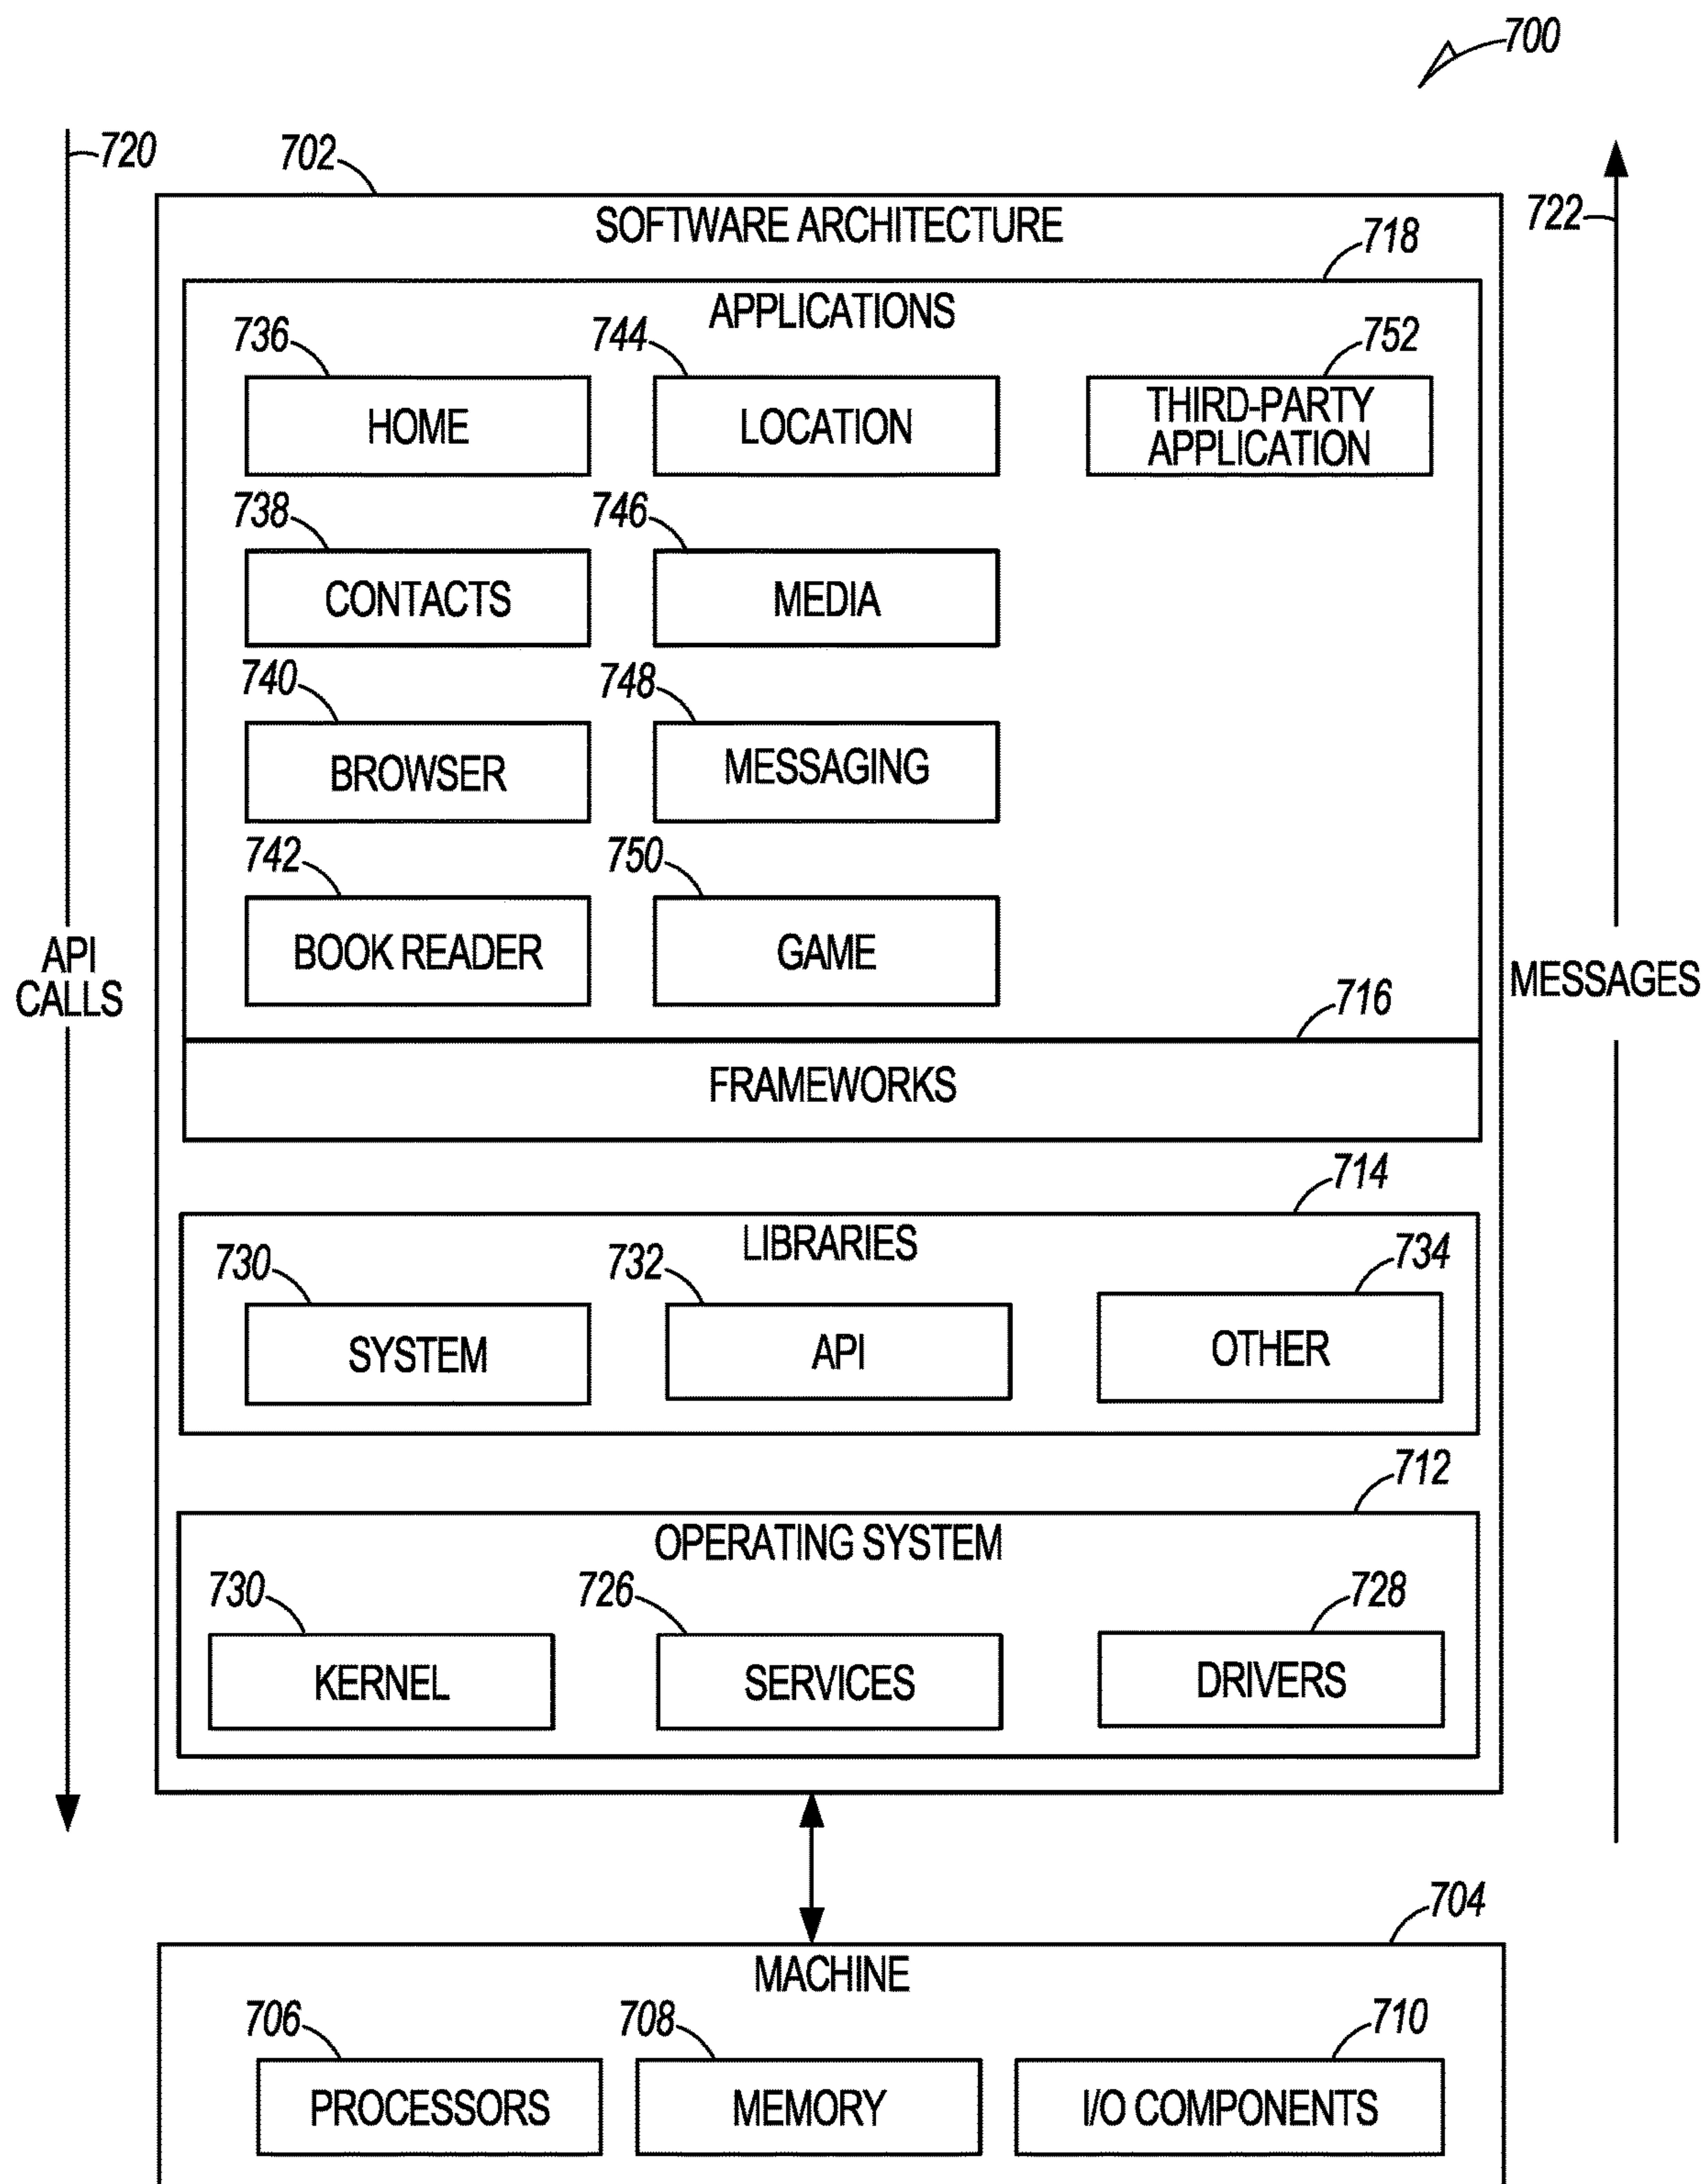 700
720
702
SOFTWARE ARCHITECTURE
722
718
APPLICATIONS
736
744
752
HOME
LOCATION
THIRD-PARTY
APPLICATION
738
746
CONTACTS
MEDIA
740
748
BROWSER
MESSAGING
742
750
BOOK READER
GAME
API
CALLS
MESSAGES
716
FRAMEWORKS
714
LIBRARIES
730
732
734
SYSTEM
API
OTHER
712
OPERATING SYSTEM
730
726
728
KERNEL
SERVICES
DRIVERS
704
MACHINE
706
708
710
PROCESSORS
MEMORY
I/O COMPONENTS